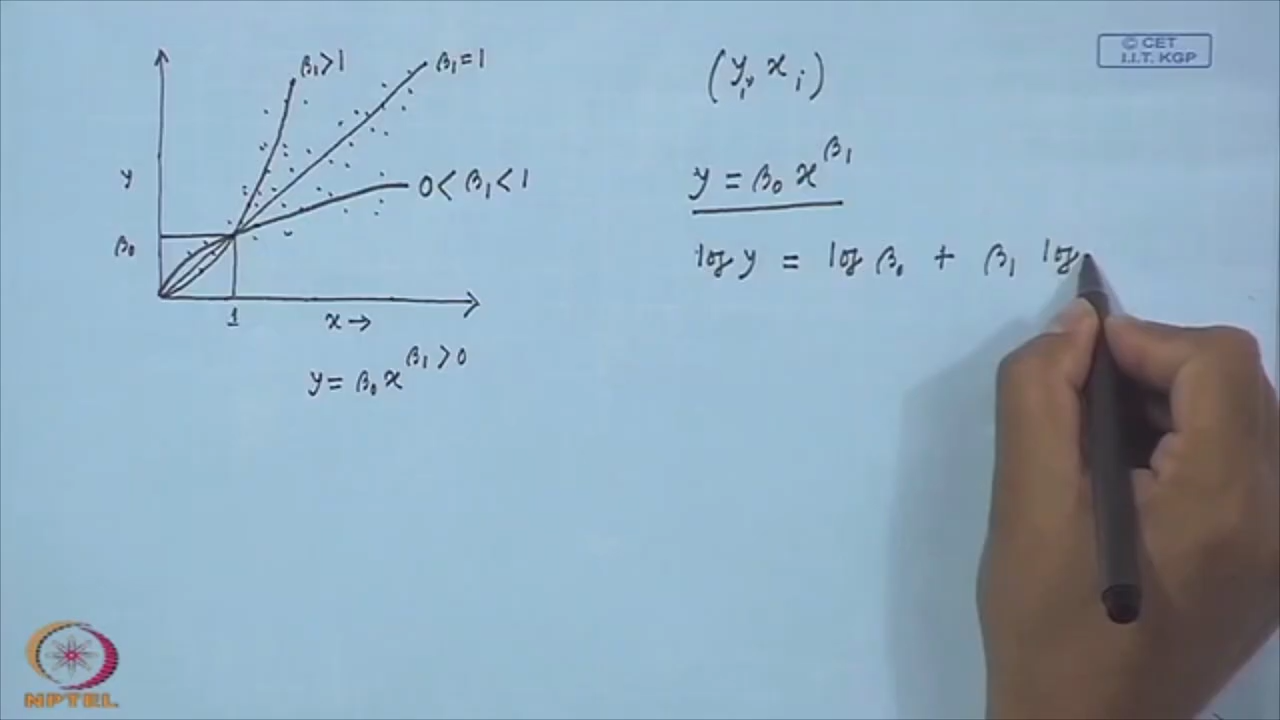 © CET
I.I.T. KGP
β₁>1
β₁=1
(yᵢ, xᵢ)
y = β₀ x^β₁
y
0< β₁<1
β₀
log y = log β₀ + β₁ log
1
x →
y = β₀ x^β₁ >0
NPTEL